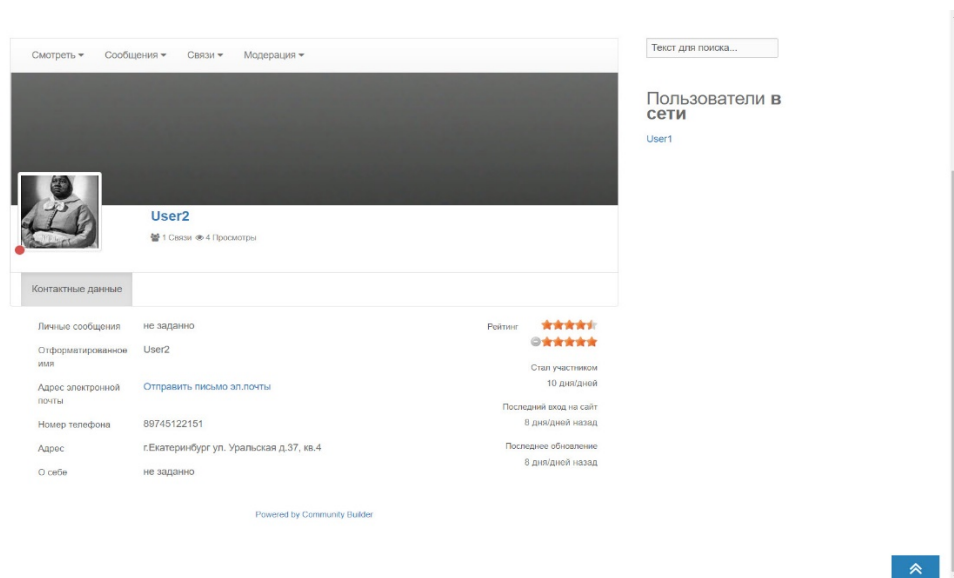 Смотреть Сообщения Связи Модерация
Текст для поиска...
Пользователи в
сети
User1
User2
1 Связи 4 Просмотры
Контактные данные
Личные сообщения не заданно
Рейтинг
Отформатированное User2
имя
Стал участником
10 дня/дней
Адрес электронной Отправить письмо эл.почты
почты
Последний вход на сайт
8 дня/дней назад
Номер телефона 89745122151
Адрес г.Екатеринбург ул. Уральская д.37, кв.4
Последнее обновление
8 дня/дней назад
О себе не заданно
Powered by Community Builder